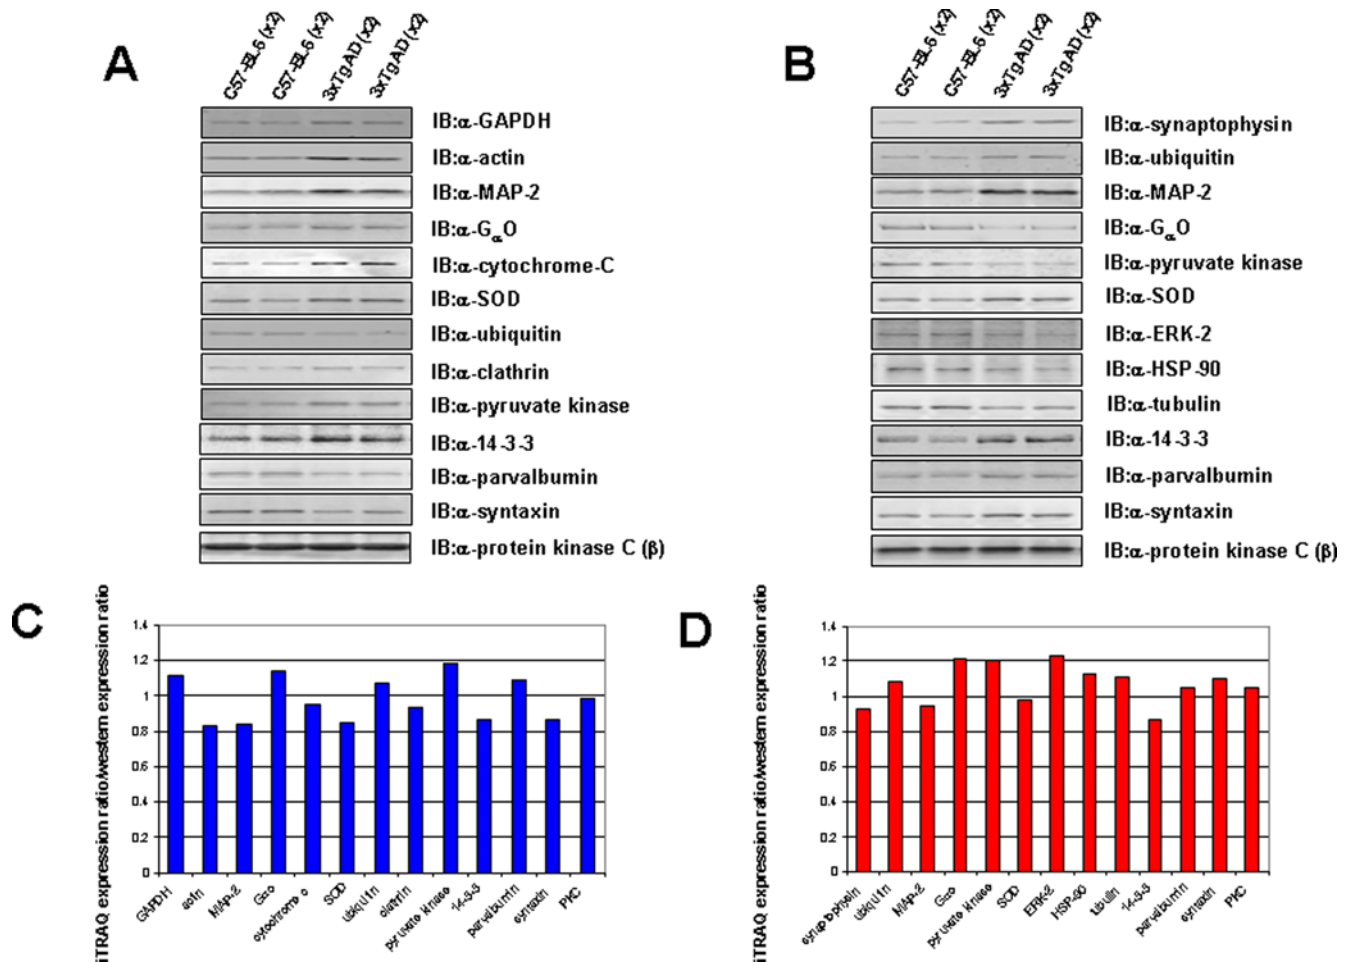 A
C57-BL6 (x2)
C57-BL6 (x2)
3xTgAD (x2)
3xTgAD (x2)
IB:α-GAPDH
IB:α-actin
IB:α-MAP-2
IB:α-GαO
IB:α-cytochrome-C
IB:α-SOD
IB:α-ubiquitin
IB:α-clathrin
IB:α-pyruvate kinase
IB:α-14-3-3
IB:α-parvalbumin
IB:α-syntaxin
IB:α-protein kinase C (β)
B
C57-BL6 (x2)
C57-BL6 (x2)
3xTgAD (x2)
3xTgAD (x2)
IB:α-synaptophysin
IB:α-ubiquitin
IB:α-MAP-2
IB:α-GαO
IB:α-pyruvate kinase
IB:α-SOD
IB:α-ERK-2
IB:α-HSP-90
IB:α-tubulin
IB:α-14-3-3
IB:α-parvalbumin
IB:α-syntaxin
IB:α-protein kinase C (β)
C
iTRAQ expression ratio/western expression ratio
1.4
1.2
1
0.8
0.6
0.4
0.2
0
GAPDH
actin
MAP-2
Gαo
cytochrome c
SOD
ubiquitin
clathrin
pyruvate kinase
14-3-3
parvalbumin
syntaxin
PKC
D
iTRAQ expression ratio/western expression ratio
1.4
1.2
1
0.8
0.6
0.4
0.2
0
synaptophysin
ubiquitin
MAP-2
Gαo
pyruvate kinase
SOD
ERK-2
HSP-90
tubulin
14-3-3
parvalbumin
syntaxin
PKC